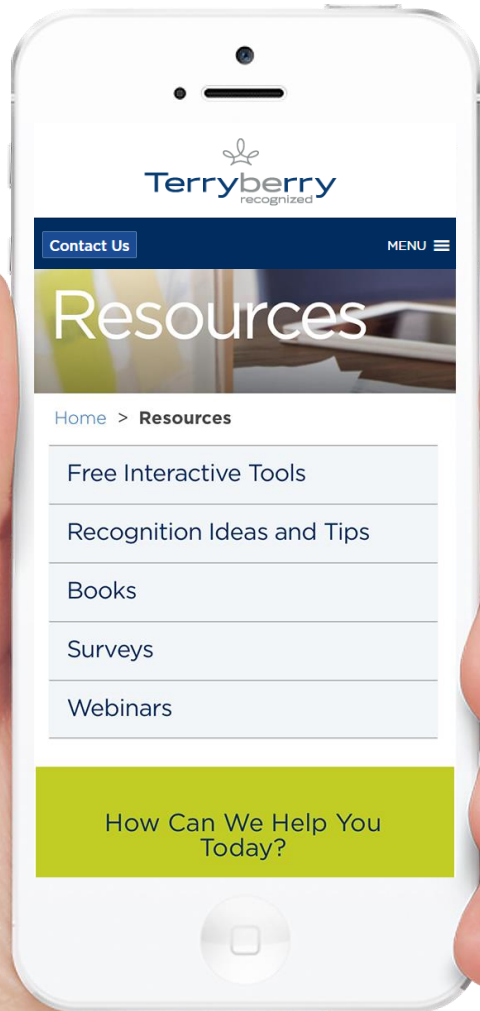 Terryberry
recognized
Contact Us
MENU
Resources
Home > Resources
Free Interactive Tools
Recognition Ideas and Tips
Books
Surveys
Webinars
How Can We Help You
Today?